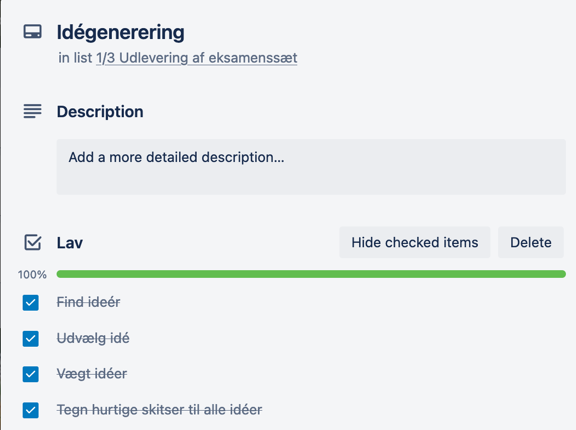 Idégenerering
in list 1/3 Udlevering af eksamenssæt
Description
Add a more detailed description...
Lav
Hide checked items
Delete
100%
Find ideér
Udvælg idé
Vægt idéer
Tegn hurtige skitser til alle idéer